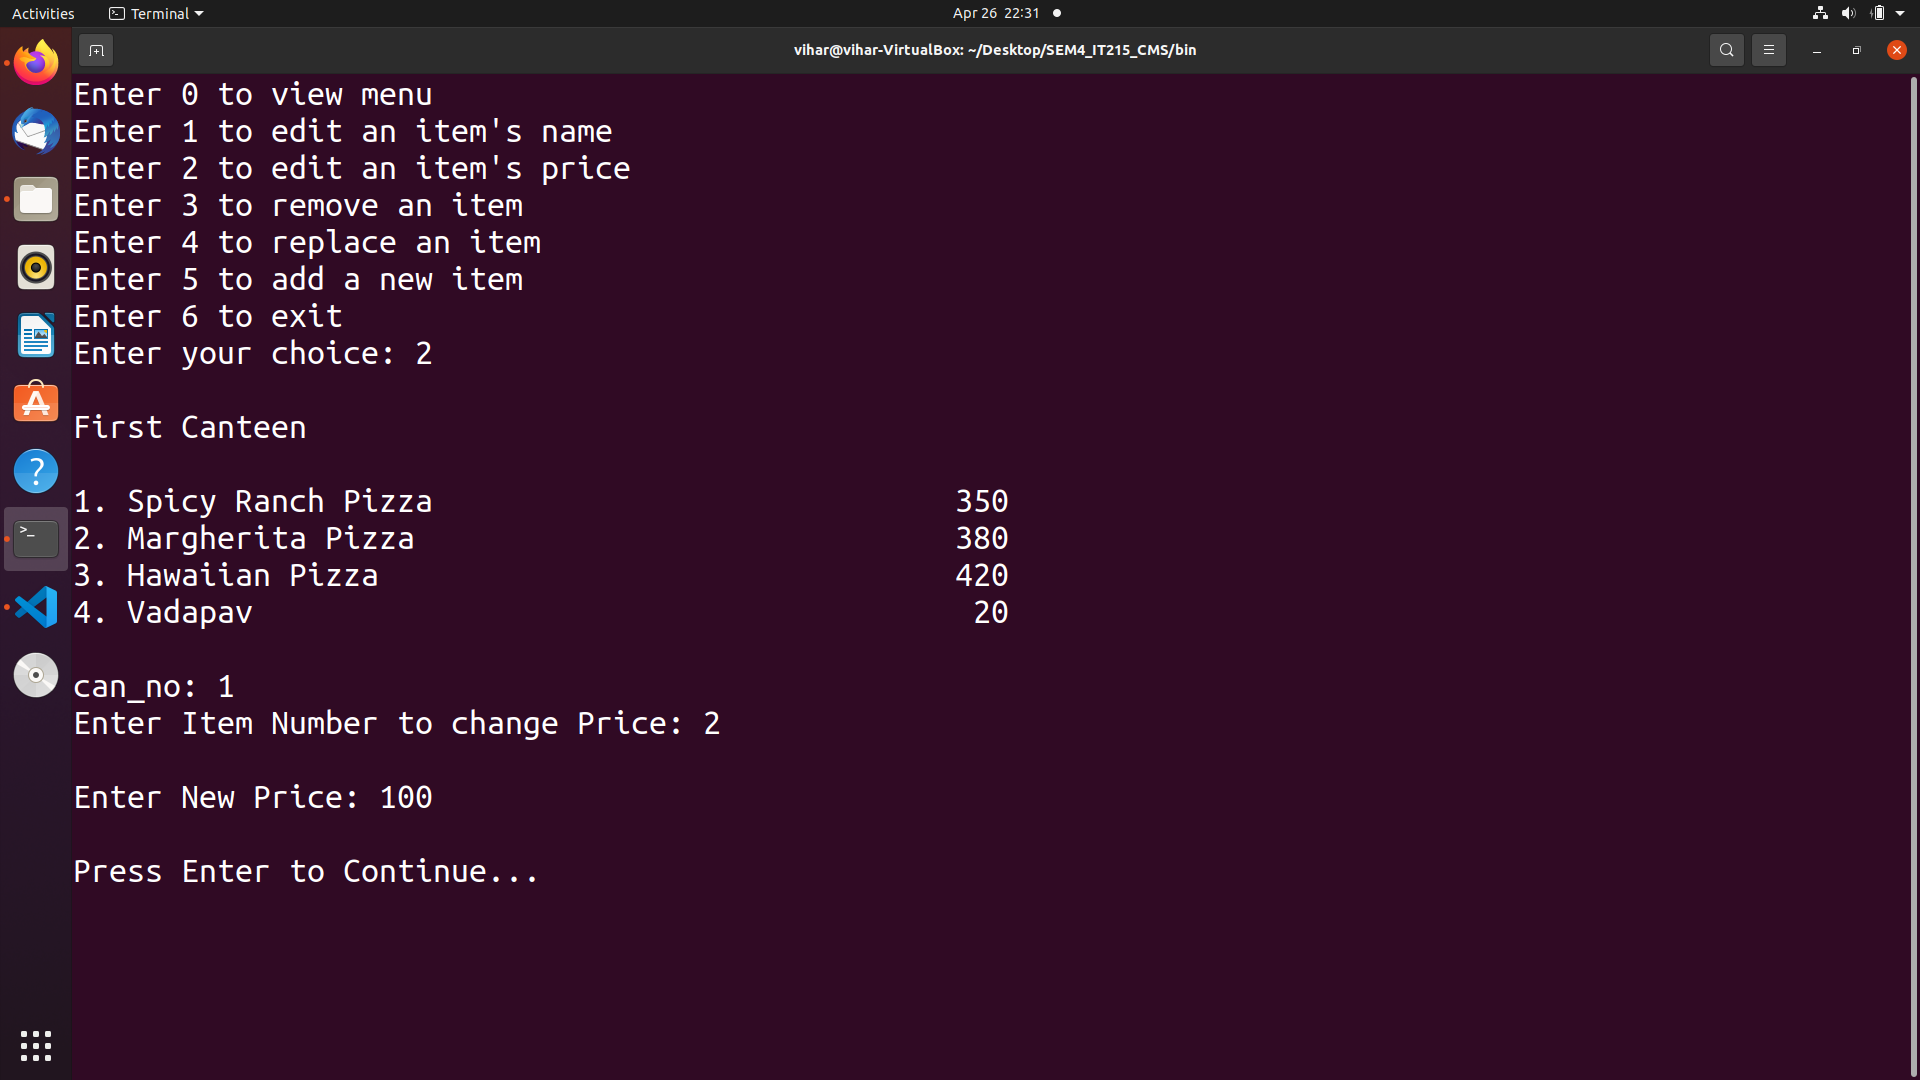 Activities
Terminal
Apr 26 22:31
vihar@vihar-VirtualBox: ~/Desktop/SEM4_IT215_CMS/bin
Enter 0 to view menu
Enter 1 to edit an item's name
Enter 2 to edit an item's price
Enter 3 to remove an item
Enter 4 to replace an item
Enter 5 to add a new item
Enter 6 to exit
Enter your choice: 2
First Canteen
1. Spicy Ranch Pizza 350
2. Margherita Pizza 380
3. Hawaiian Pizza 420
4. Vadapav 20
can_no: 1
Enter Item Number to change Price: 2
Enter New Price: 100
Press Enter to Continue...